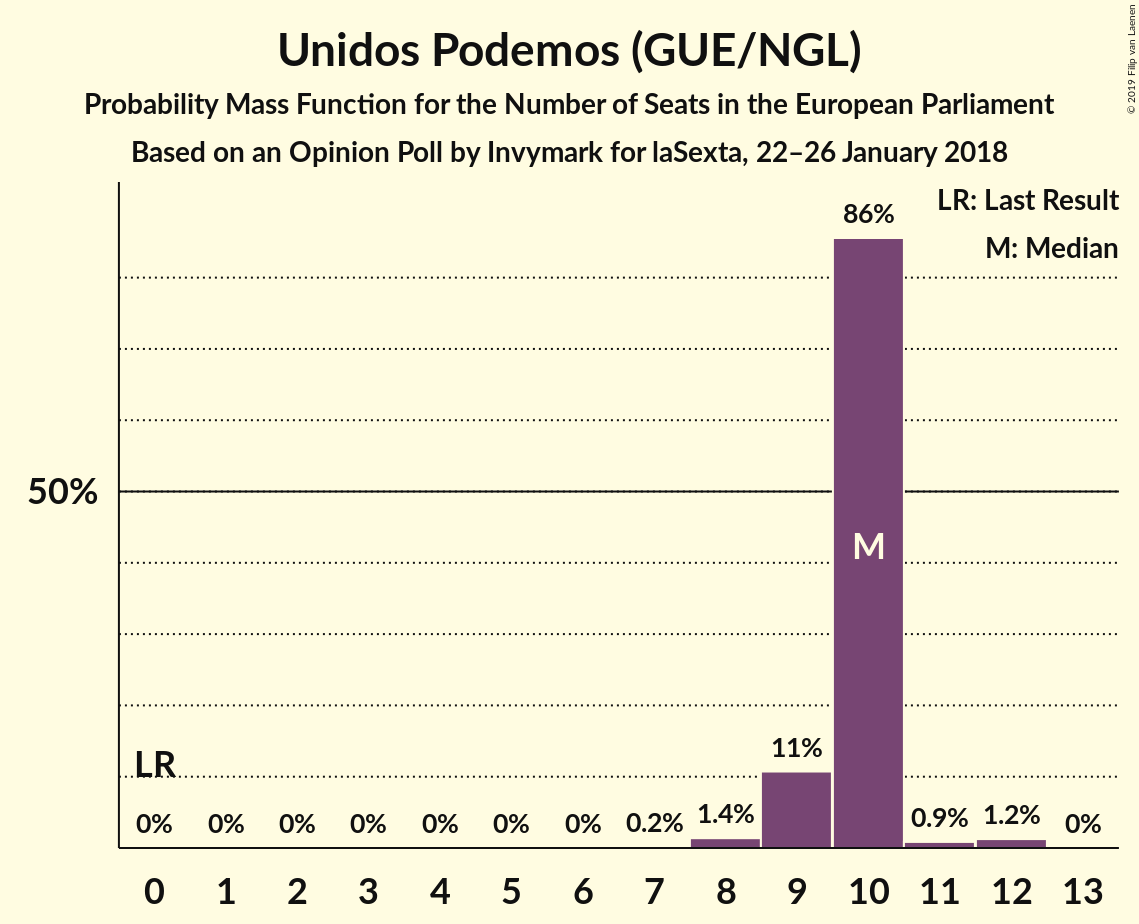 Unidos Podemos (GUE/NGL)
Probability Mass Function for the Number of Seats in the European Parliament
Based on an Opinion Poll by Invymark for laSexta, 22–26 January 2018
© 2019 Filip van Laenen
LR: Last Result
M: Median
86%
50%
M
LR
11%
0% 0% 0% 0% 0% 0% 0% 0.2% 1.4% 0.9% 1.2% 0%
0 1 2 3 4 5 6 7 8 9 10 11 12 13